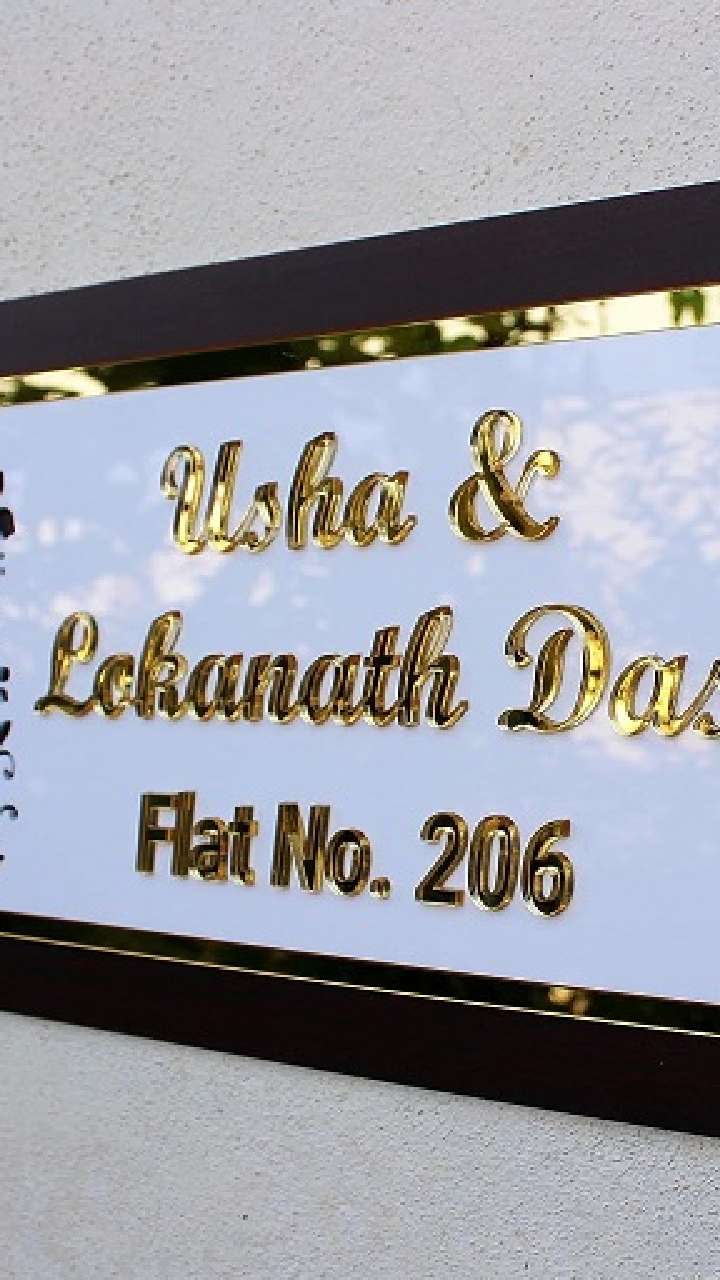 Usha &
Lokanath Das
Flat No. 206